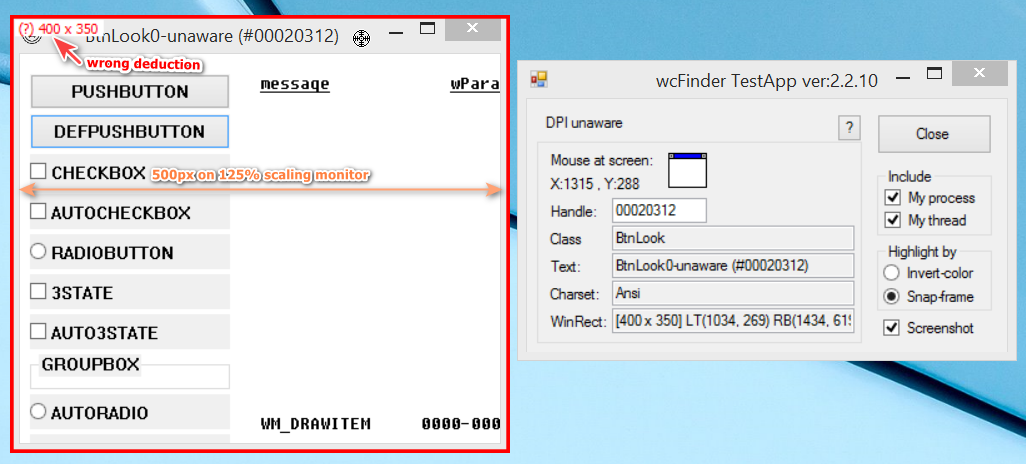 (?) 400 x 350
BtnLook0-unaware (#00020312)
wrong deduction
PUSHBUTTON
message wPara
DEFPUSHBUTTON
CHECKBOX
500px on 125% scaling monitor
AUTOCHECKBOX
RADIOBUTTON
3STATE
AUTO3STATE
GROUPBOX
AUTORADIO
WM_DRAWITEM 0000-000
wcFinder TestApp ver:2.2.10
DPI unaware
?
Close
Mouse at screen:
X:1315 , Y:288
Handle: 00020312
Class BtnLook
Text: BtnLook0-unaware (#00020312)
Charset: Ansi
WinRect: [400 x 350] LT(1034, 269) RB(1434, 619
Include
My process
My thread
Highlight by
Invert-color
Snap-frame
Screenshot